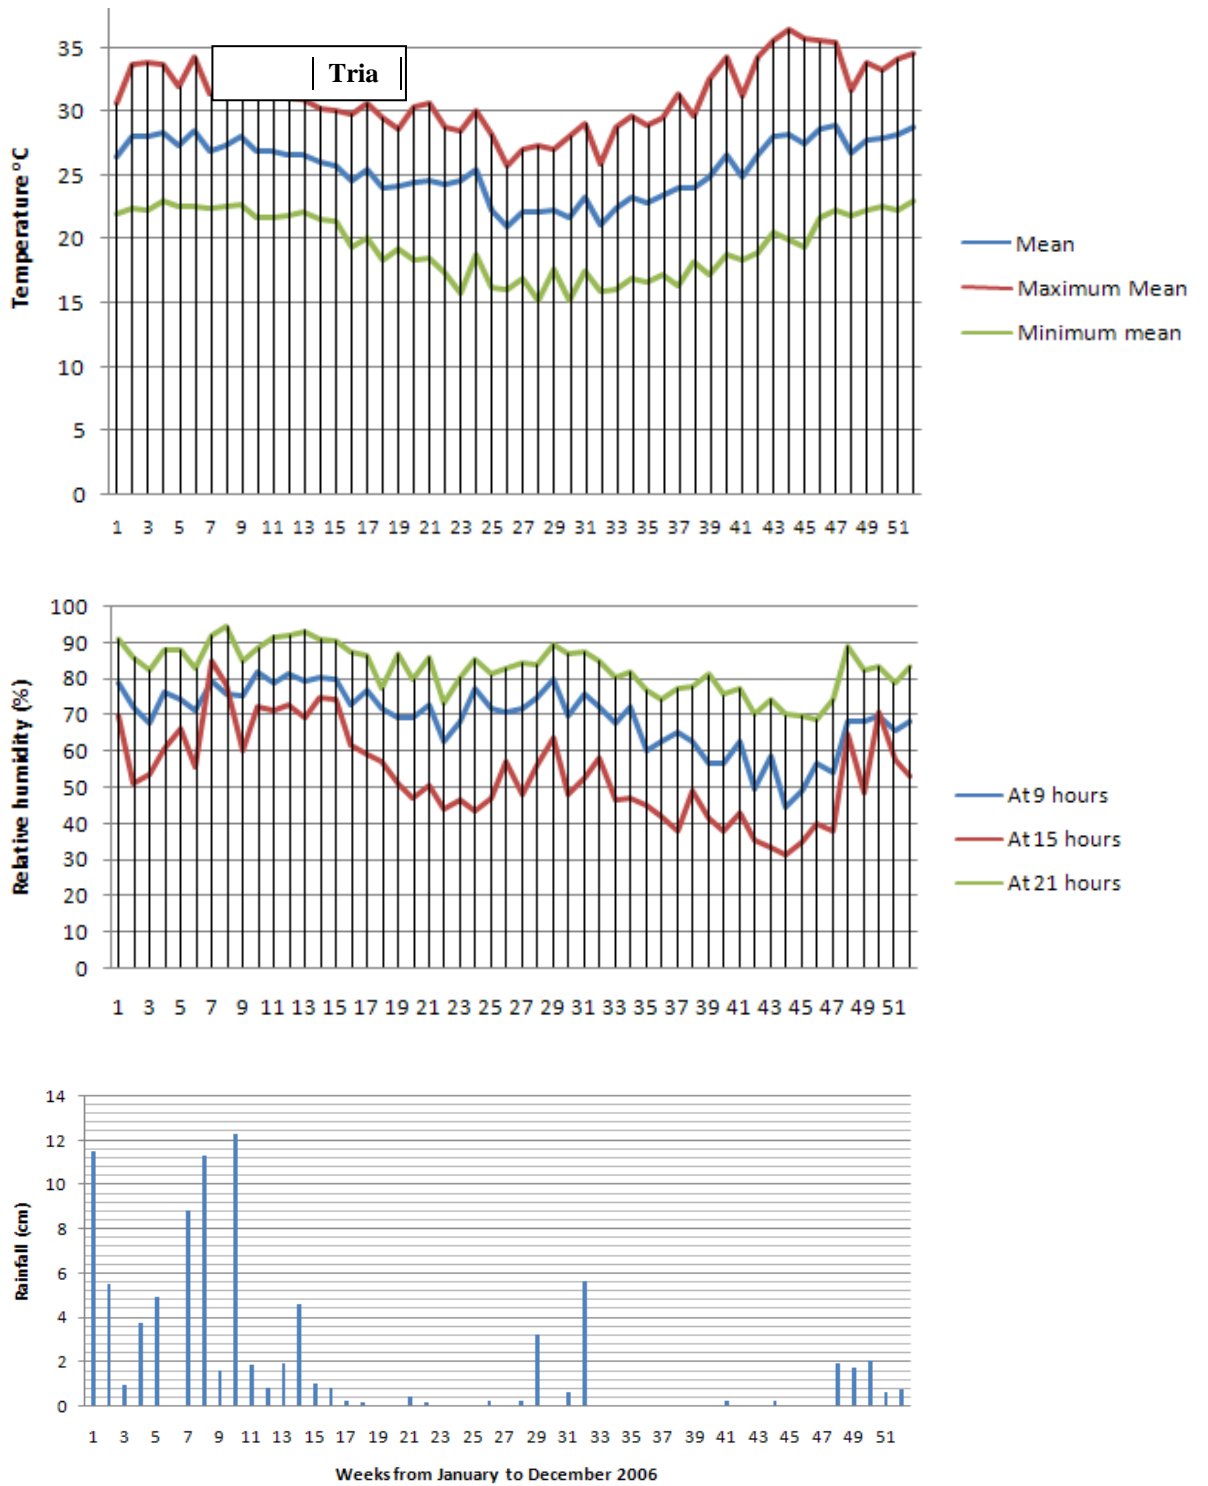 35
Tria
30
25
20
15
10
5
0
Temperature °C
1 3 5 7 9 11 13 15 17 19 21 23 25 27 29 31 33 35 37 39 41 43 45 47 49 51
Mean
Maximum Mean
Minimum mean
100
90
80
70
60
50
40
30
20
10
0
Relative humidity (%)
1 3 5 7 9 11 13 15 17 19 21 23 25 27 29 31 33 35 37 39 41 43 45 47 49 51
At 9 hours
At 15 hours
At 21 hours
14
12
10
8
6
4
2
0
Rainfall (cm)
1 3 5 7 9 11 13 15 17 19 21 23 25 27 29 31 33 35 37 39 41 43 45 47 49 51
Weeks from January to December 2006